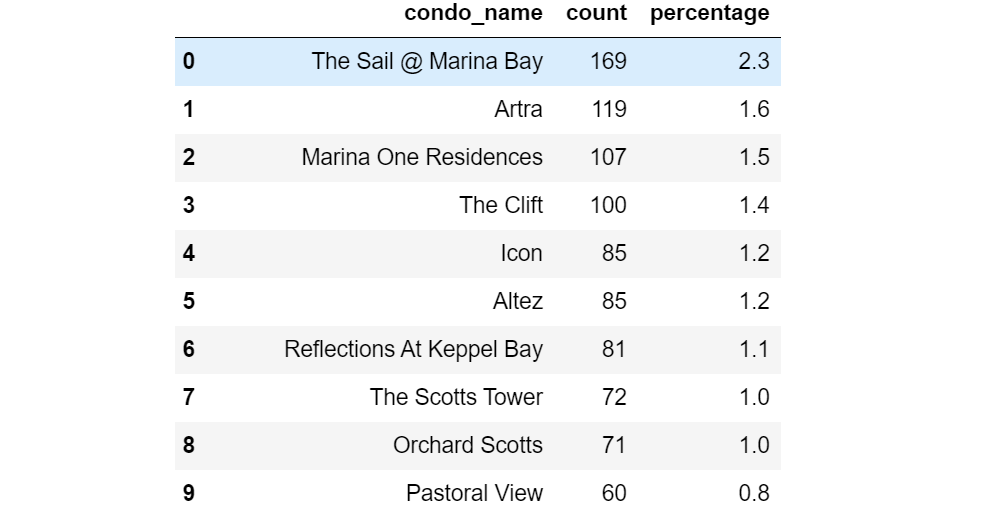 condo_name count percentage
0 The Sail @ Marina Bay 169 2.3
1 Artra 119 1.6
2 Marina One Residences 107 1.5
3 The Clift 100 1.4
4 Icon 85 1.2
5 Altez 85 1.2
6 Reflections At Keppel Bay 81 1.1
7 The Scotts Tower 72 1.0
8 Orchard Scotts 71 1.0
9 Pastoral View 60 0.8